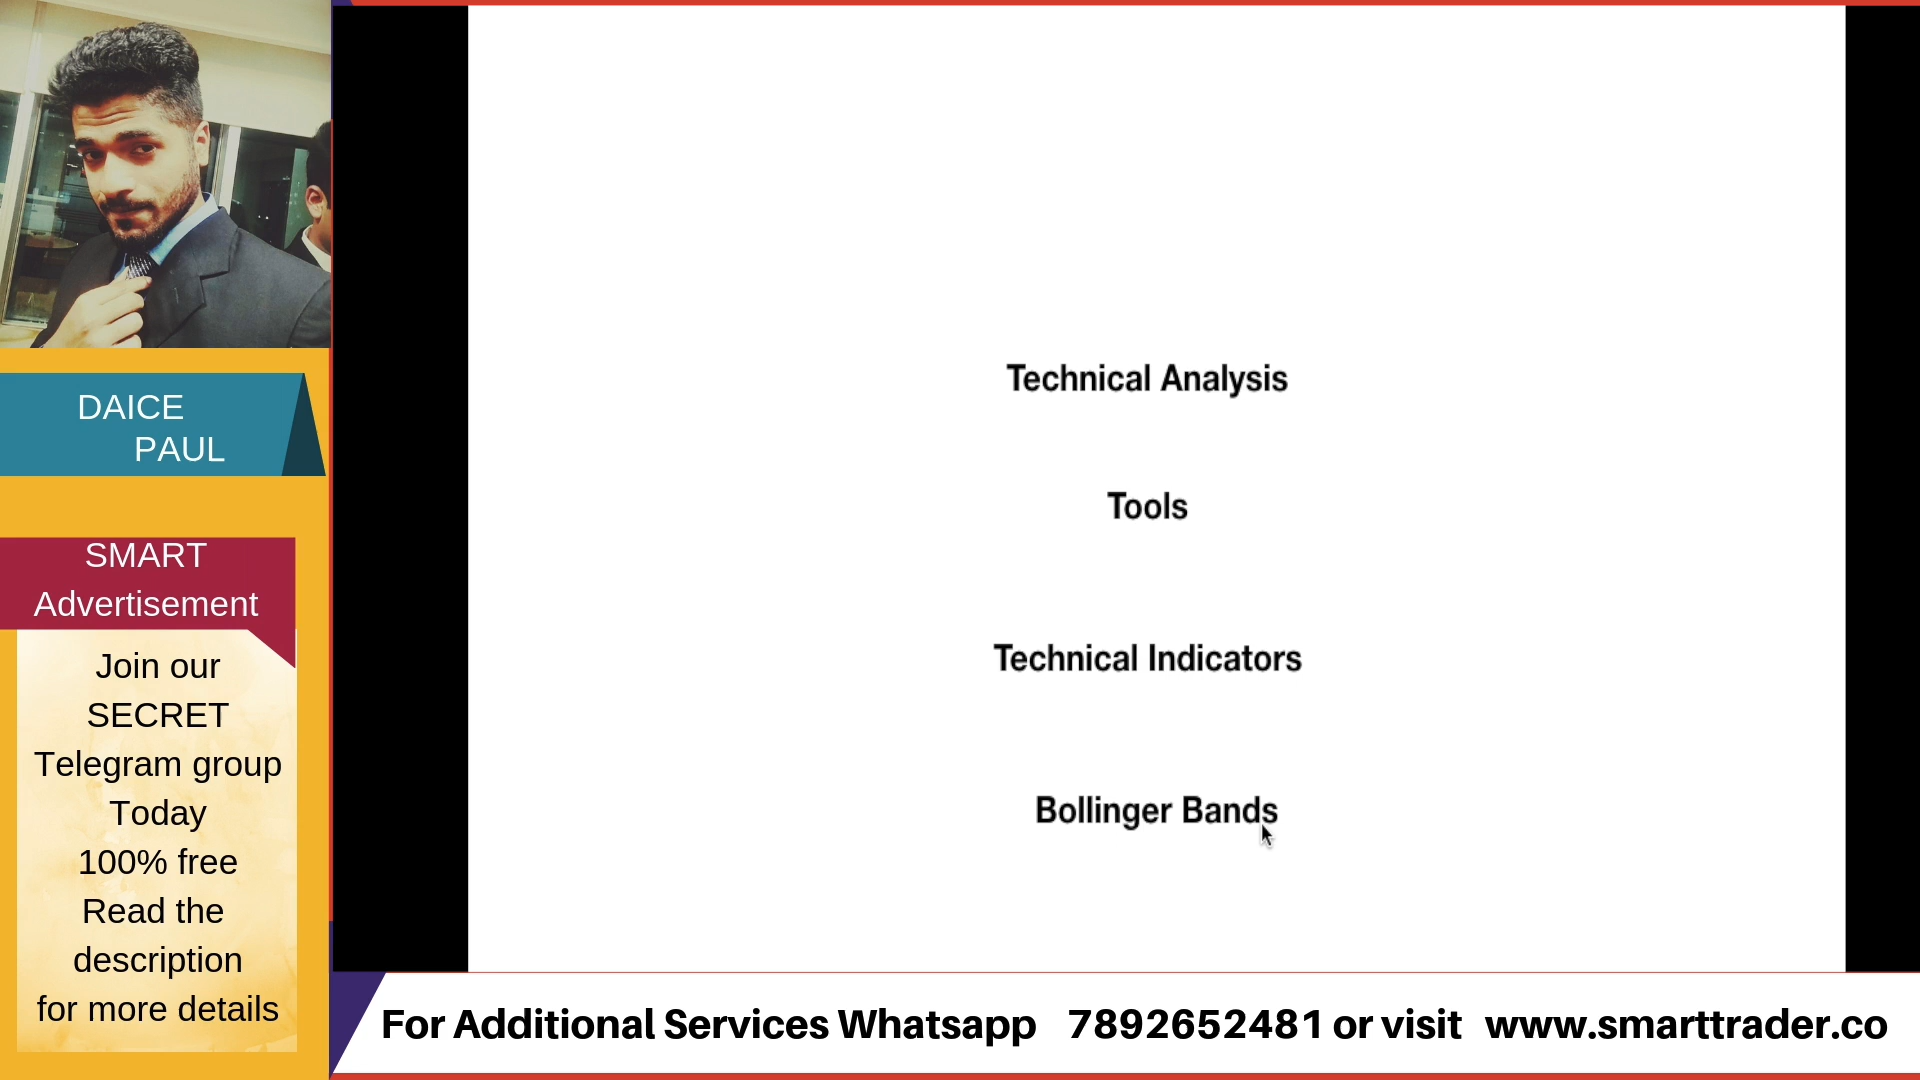 DAICE
PAUL
SMART
Advertisement
Join our
SECRET
Telegram group
Today
100% free
Read the
description
for more details
Technical Analysis
Tools
Technical Indicators
Bollinger Bands
For Additional Services Whatsapp 7892652481 or visit www.smarttrader.co